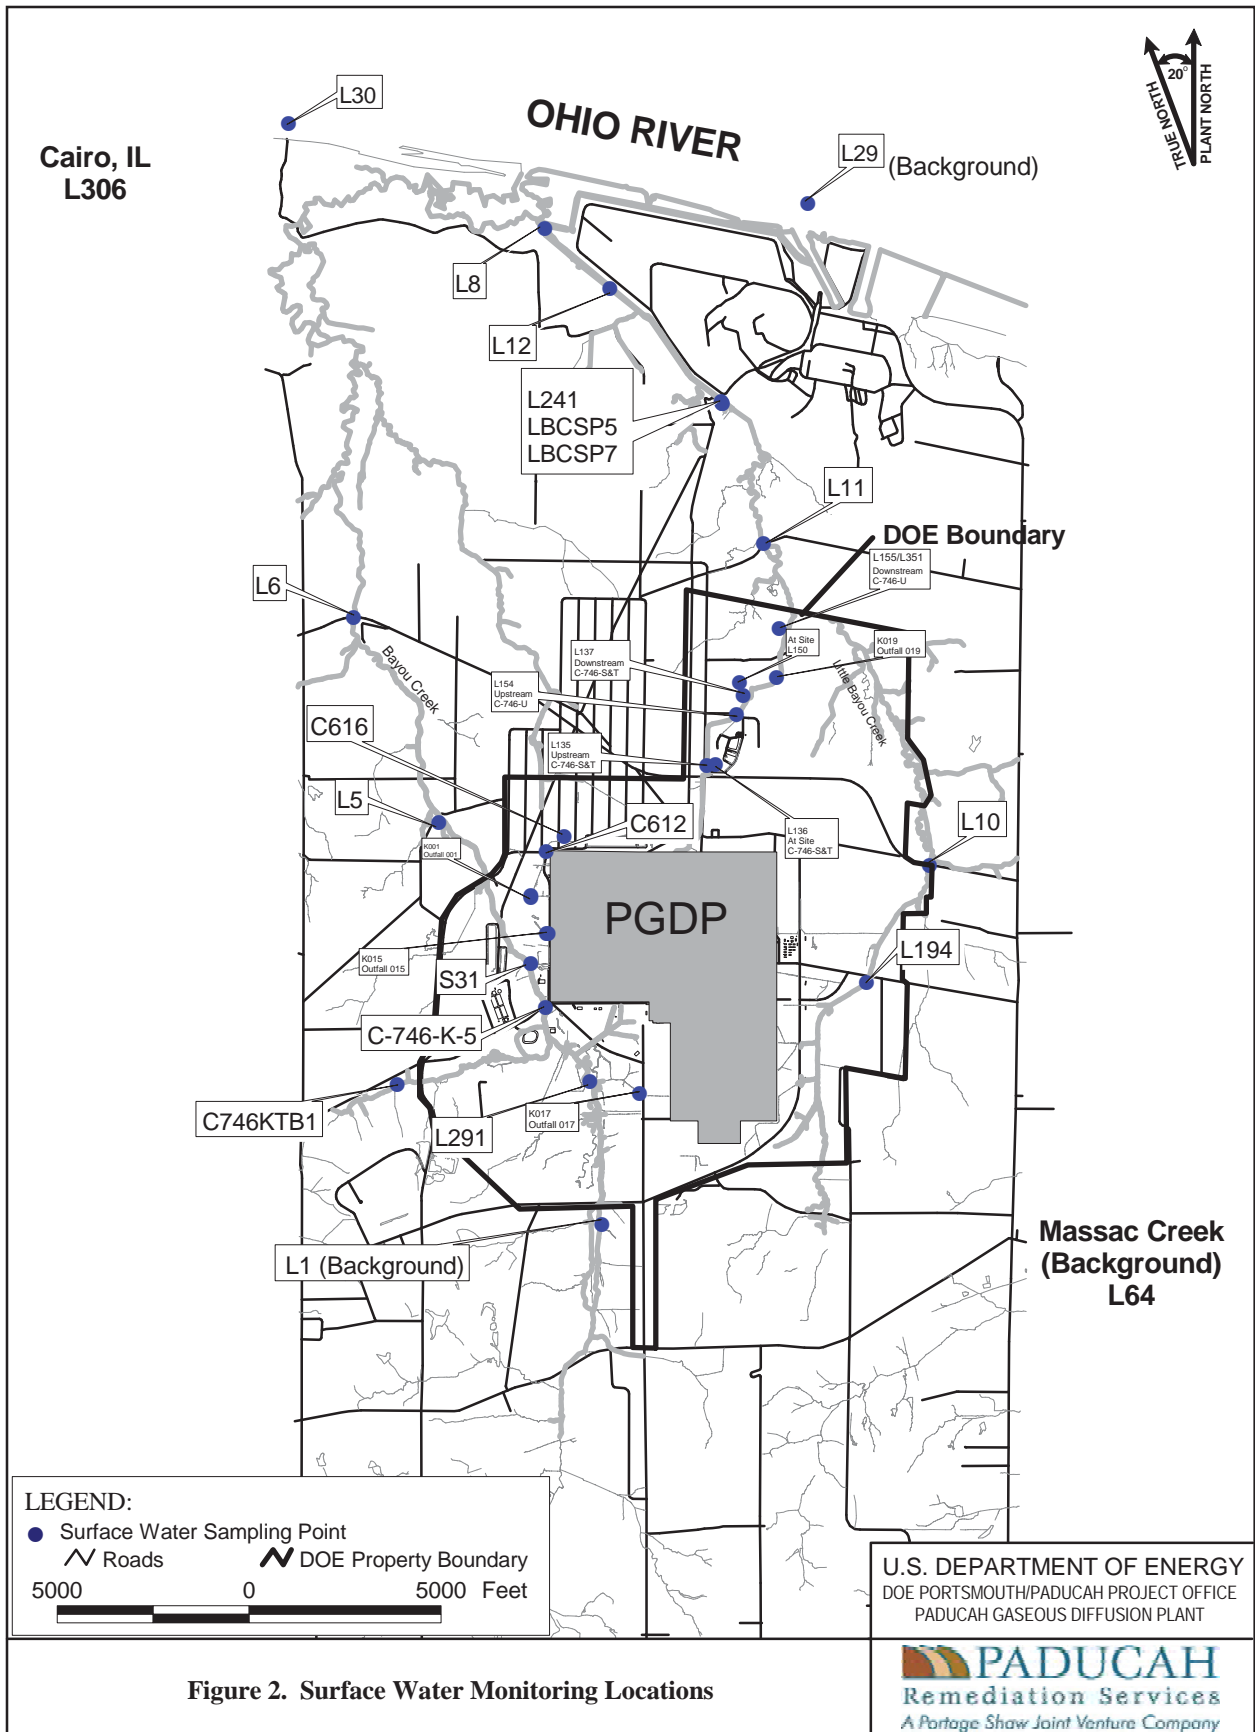 L30
OHIO RIVER
Cairo, IL
L306
L29
(Background)
20°
TRUE NORTH
PLANT NORTH
L8
L12
L241
LBCSP5
LBCSP7
L11
DOE Boundary
L155/L351
Downstream
C-746-U
L6
Bayou Creek
L137
Downstream
C-746-S&T
At Site
L150
K019
Outfall 019
Little Bayou Creek
L154
Upstream
C-746-U
C616
L135
Upstream
C-746-S&T
L5
C612
L136
At Site
C-746-S&T
L10
K001
Outfall 001
PGDP
K015
Outfall 015
S31
L194
C-746-K-5
C746KTB1
L291
K017
Outfall 017
L1 (Background)
Massac Creek
(Background)
L64
LEGEND:
Surface Water Sampling Point
Roads
DOE Property Boundary
5000 0 5000 Feet
U.S. DEPARTMENT OF ENERGY
DOE PORTSMOUTH/PADUCAH PROJECT OFFICE
PADUCAH GASEOUS DIFFUSION PLANT
Figure 2. Surface Water Monitoring Locations
PADUCAH
Remediation Services
A Portage Shaw Joint Venture Company